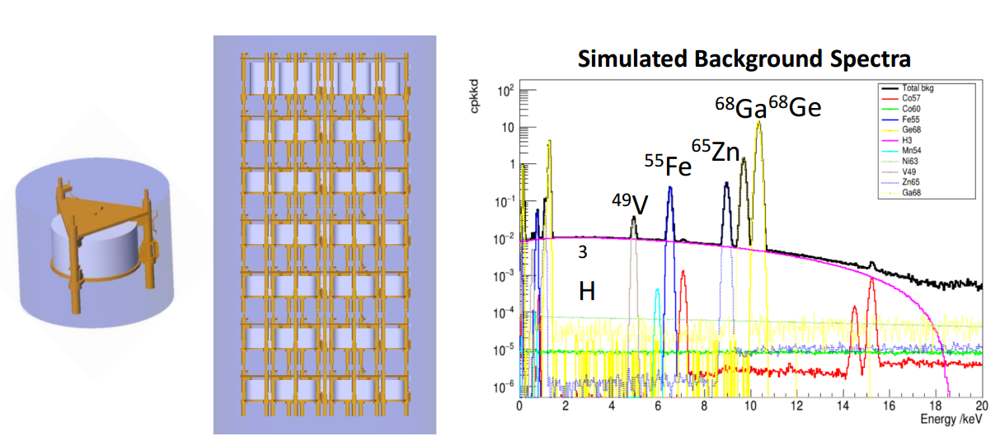 Simulated Background Spectra
cpkkd
10²
10
1
10⁻¹
10⁻²
10⁻³
10⁻⁴
10⁻⁵
10⁻⁶
⁶⁸Ga⁶⁸Ge
⁶⁵Zn
⁵⁵Fe
⁴⁹V
3
H
Total bkg
Co57
Co60
Fe55
Ge68
H3
Mn54
Ni63
V49
Zn65
Ga68
0 2 4 6 8 10 12 14 16 18 20
Energy /keV